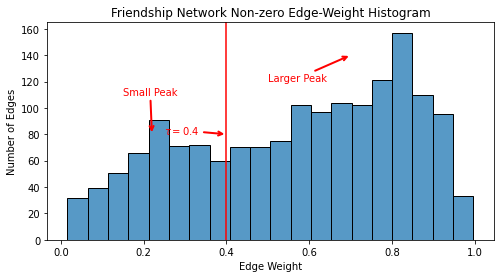 Friendship Network Non-zero Edge-Weight Histogram
160
140
120
100
80
60
40
20
0
Number of Edges
Small Peak
Larger Peak
τ = 0.4
0.0 0.2 0.4 0.6 0.8 1.0
Edge Weight